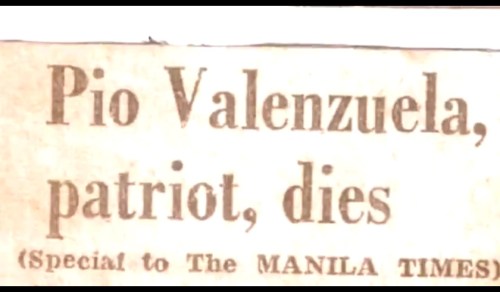 Pio Valenzuela,
patriot, dies
(Special to The MANILA TIMES)